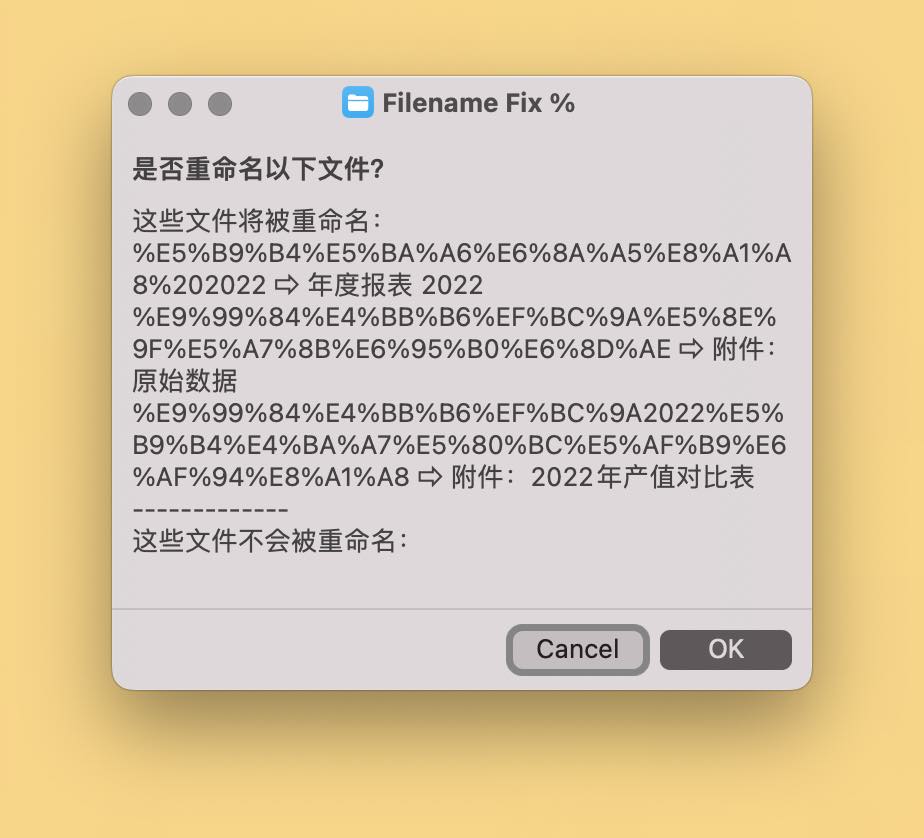 Filename Fix %
是否重命名以下文件?
这些文件将被重命名：
%E5%B9%B4%E5%BA%A6%E6%8A%A5%E8%A1%A
8%202022 ⇨ 年度报表 2022
%E9%99%84%E4%BB%B6%EF%BC%9A%E5%8E%
9F%E5%A7%8B%E6%95%B0%E6%8D%AE ⇨ 附件：
原始数据
%E9%99%84%E4%BB%B6%EF%BC%9A2022%E5%
B9%B4%E4%BA%A7%E5%80%BC%E5%AF%B9%E6
%AF%94%E8%A1%A8 ⇨ 附件：2022年产值对比表
-------------
这些文件不会被重命名：
Cancel OK